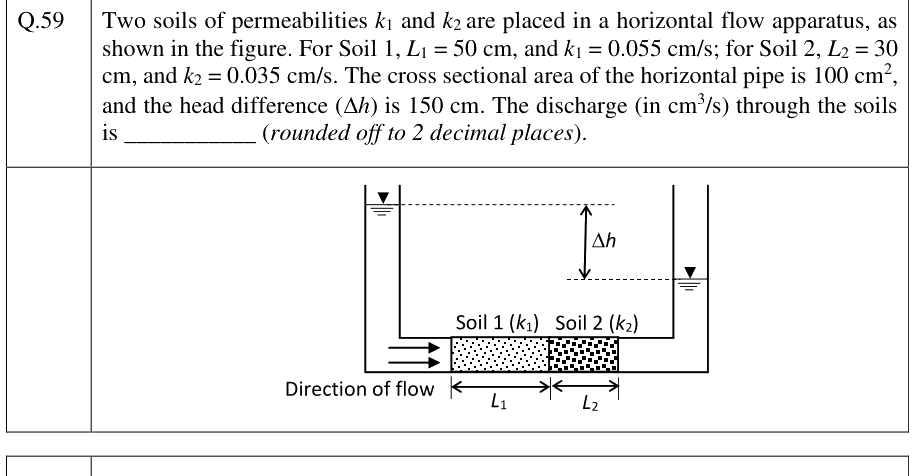 Q.59
Two soils of permeabilities k₁ and k₂ are placed in a horizontal flow apparatus, as
shown in the figure. For Soil 1, L₁ = 50 cm, and k₁ = 0.055 cm/s; for Soil 2, L₂ = 30
cm, and k₂ = 0.035 cm/s. The cross sectional area of the horizontal pipe is 100 cm²,
and the head difference (Δh) is 150 cm. The discharge (in cm³/s) through the soils
is ____________ (rounded off to 2 decimal places).
Δh
Soil 1 (k₁) Soil 2 (k₂)
Direction of flow
L₁ L₂